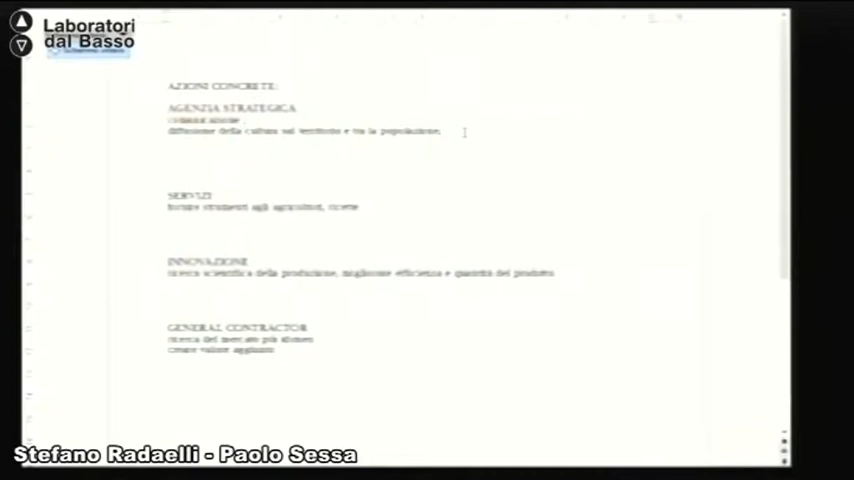 Laboratori
dal Basso
AZIONI CONCRETE:
AGENZIA STRATEGICA
comunicazione ,
diffusione della cultura sul territorio e tra la popolazione,
SERVIZI
fornire strumenti agli agricoltori, ricette
INNOVAZIONE
ricerca scientifica della produzione, migliorare efficienza e quantità del prodotto
GENERAL CONTRACTOR
ricerca del mercato più idoneo
creare valore aggiunto
Stefano Radaelli - Paolo Sessa